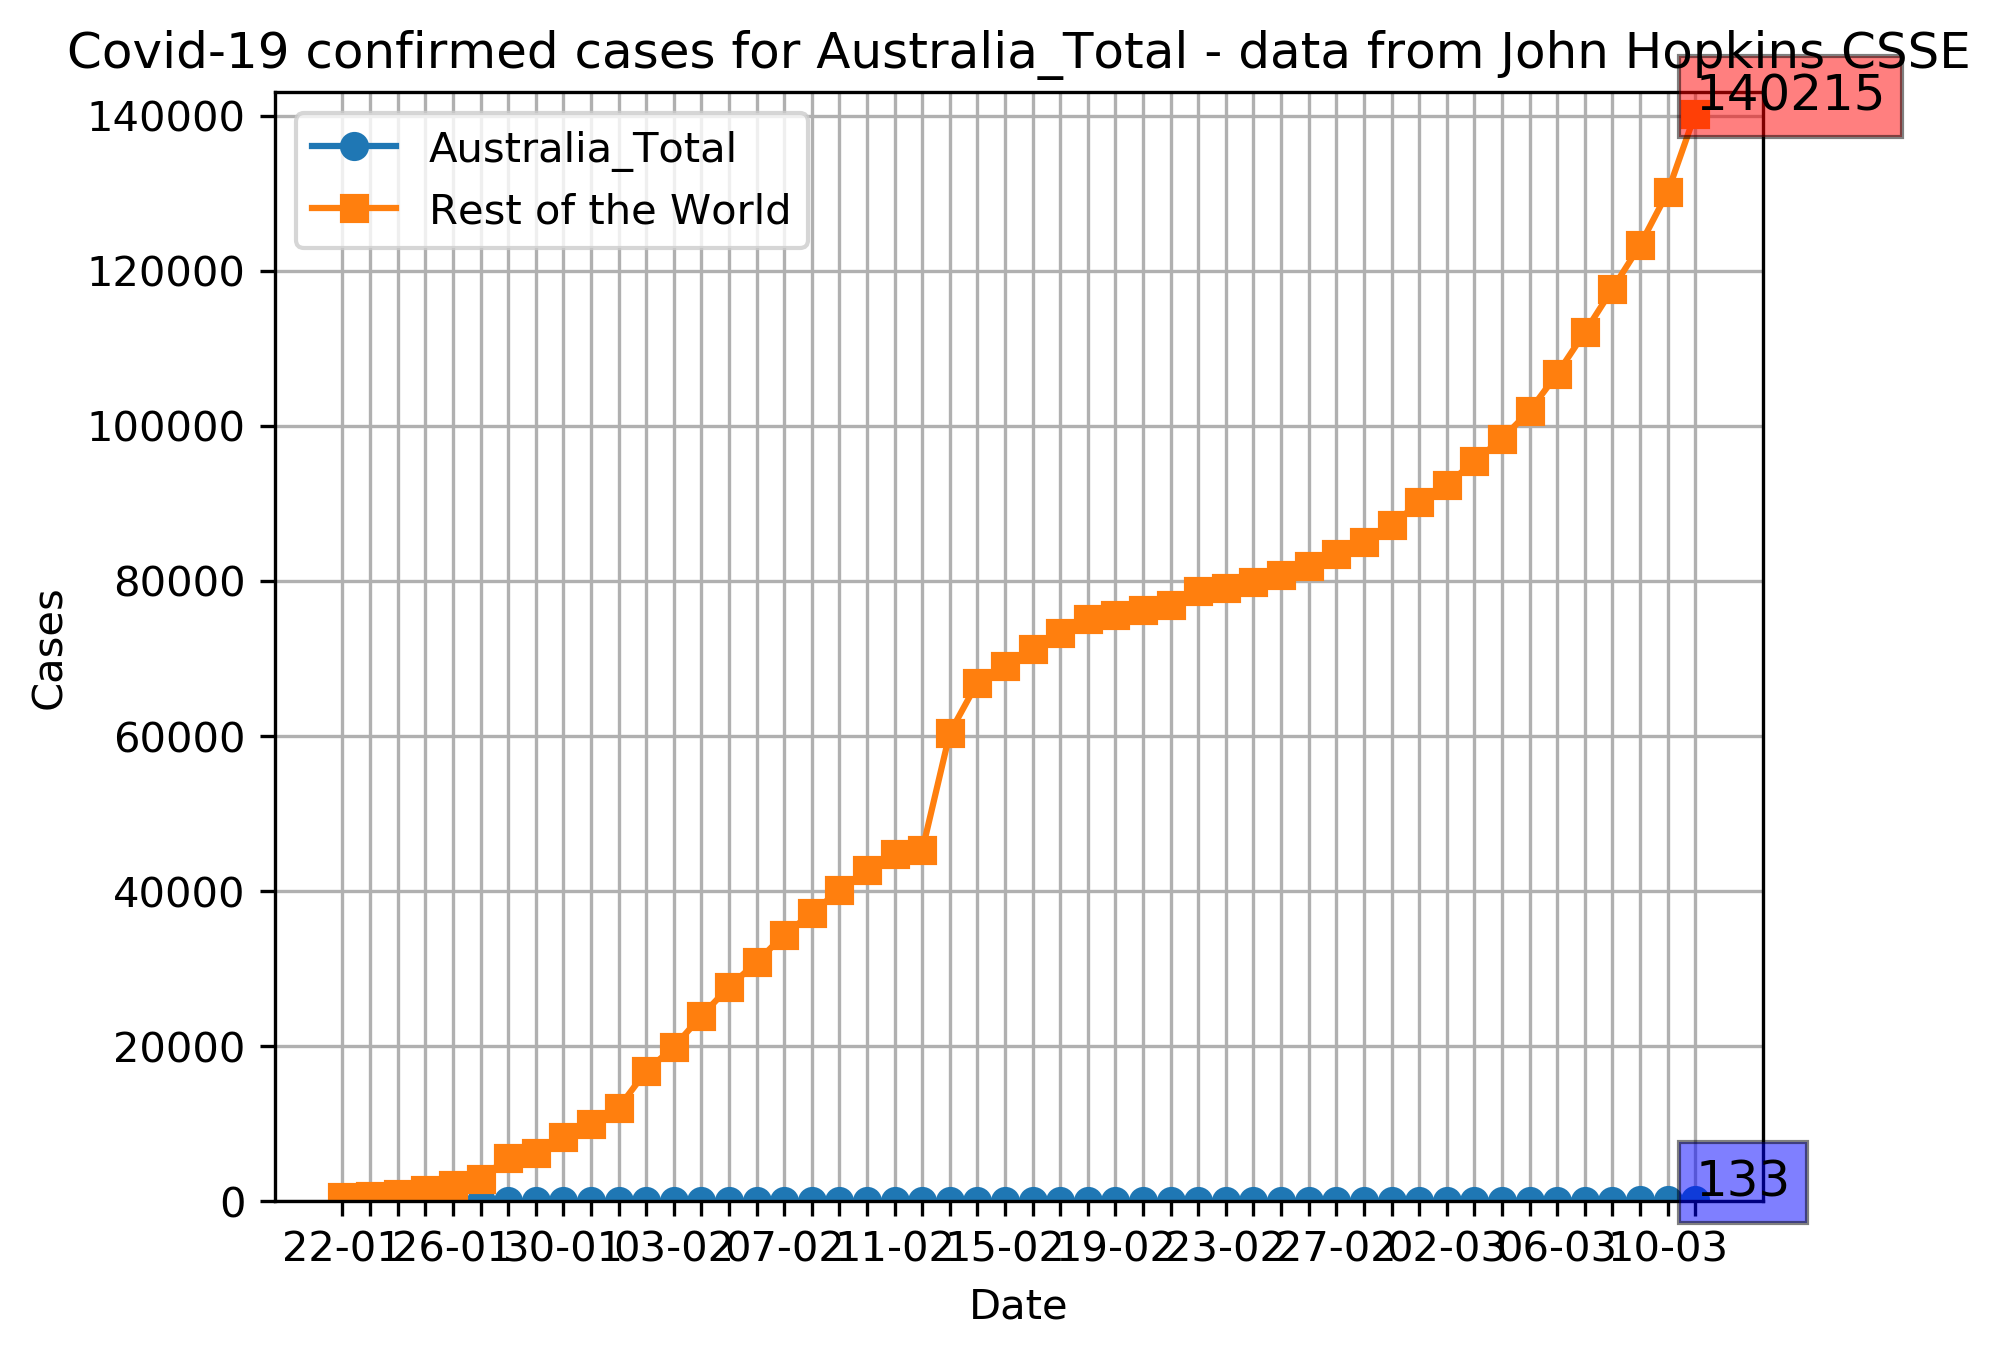 Covid-19 confirmed cases for Australia_Total - data from John Hopkins CSSE
140215
140000
120000
100000
80000
60000
40000
20000
0
Australia_Total
Rest of the World
Cases
133
22-01 26-01 30-01 03-02 07-02 11-02 15-02 19-02 23-02 27-02 02-03 06-03 10-03
Date